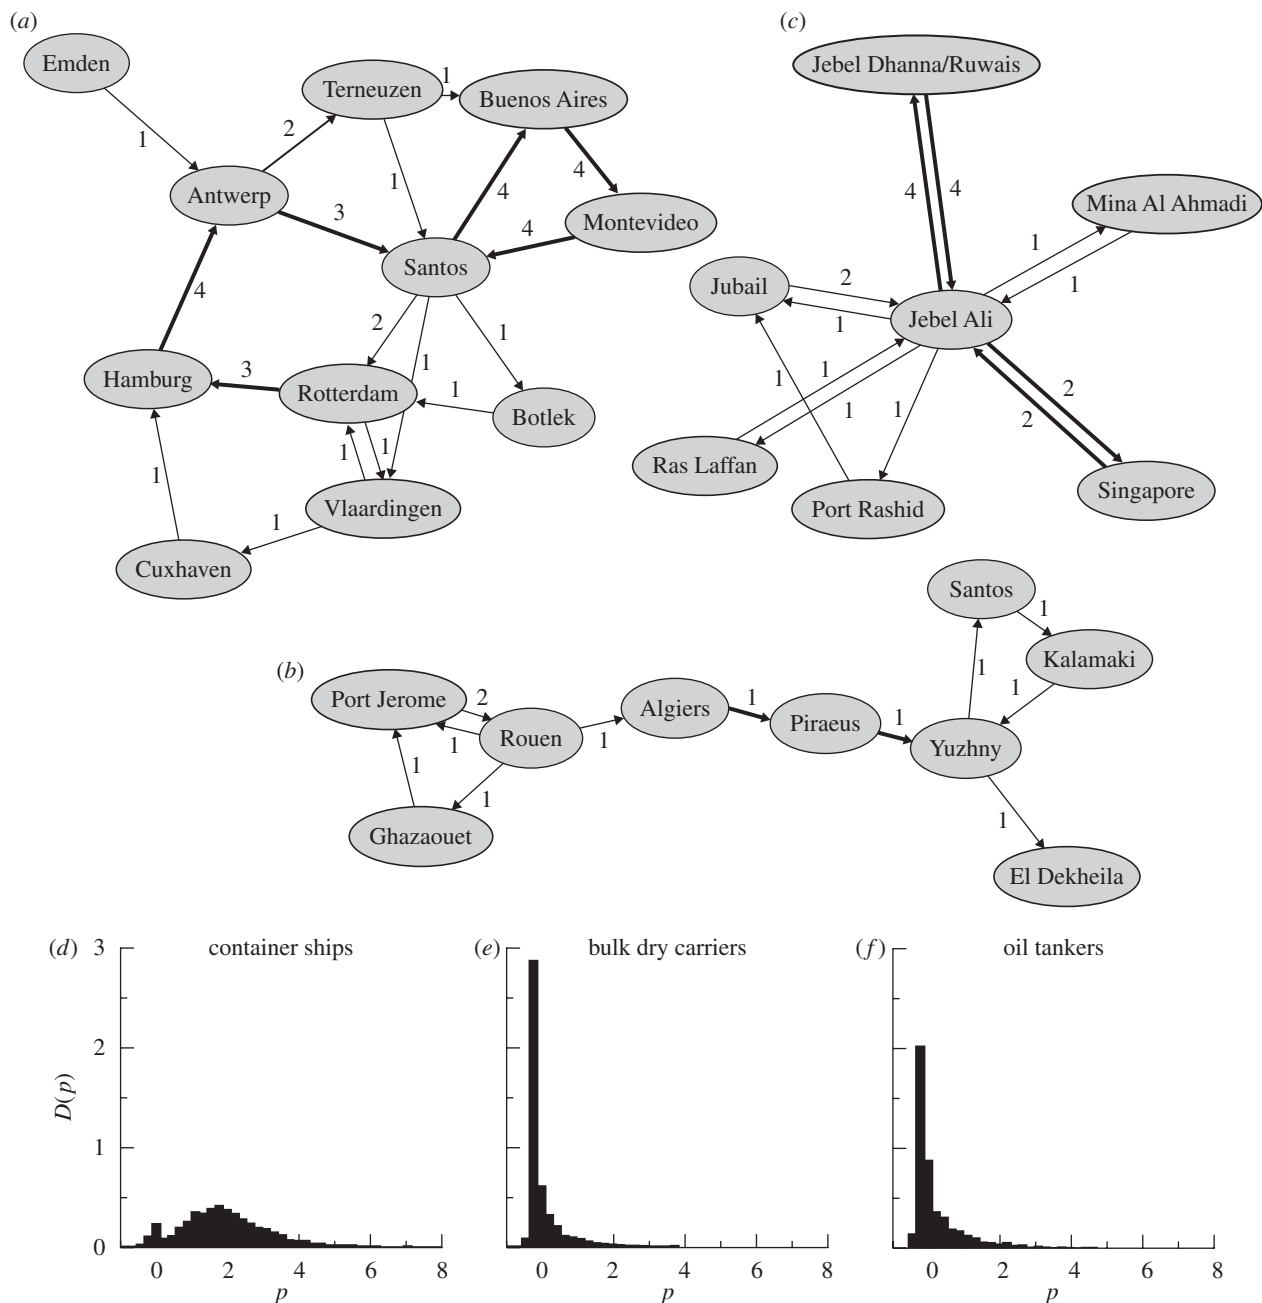 (a)
Emden
Terneuzen
Buenos Aires
Antwerp
Montevideo
Santos
Hamburg
Rotterdam
Botlek
Vlaardingen
Cuxhaven
1
2
1
1
3
4
4
4
4
2
1
1
3
1
1
1
1
1
(c)
Jebel Dhanna/Ruwais
Mina Al Ahmadi
Jubail
Jebel Ali
Ras Laffan
Port Rashid
Singapore
4
4
1
1
2
1
1
1
1
1
2
2
(b)
Port Jerome
Rouen
Ghazaouet
Algiers
Piraeus
Yuzhny
Santos
Kalamaki
El Dekheila
2
1
1
1
1
1
1
1
1
1
1
(d) container ships
3
2
1
0
D(p)
0 2 4 6 8
p
(e) bulk dry carriers
0 2 4 6 8
p
(f) oil tankers
0 2 4 6 8
p